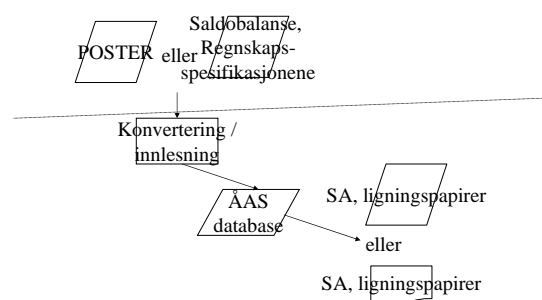 Saldobalanse,
POSTER eller Regnskaps-
spesifikasjonene
Konvertering /
innlesning
ÅAS
database
SA, ligningspapirer
eller
SA, ligningspapirer